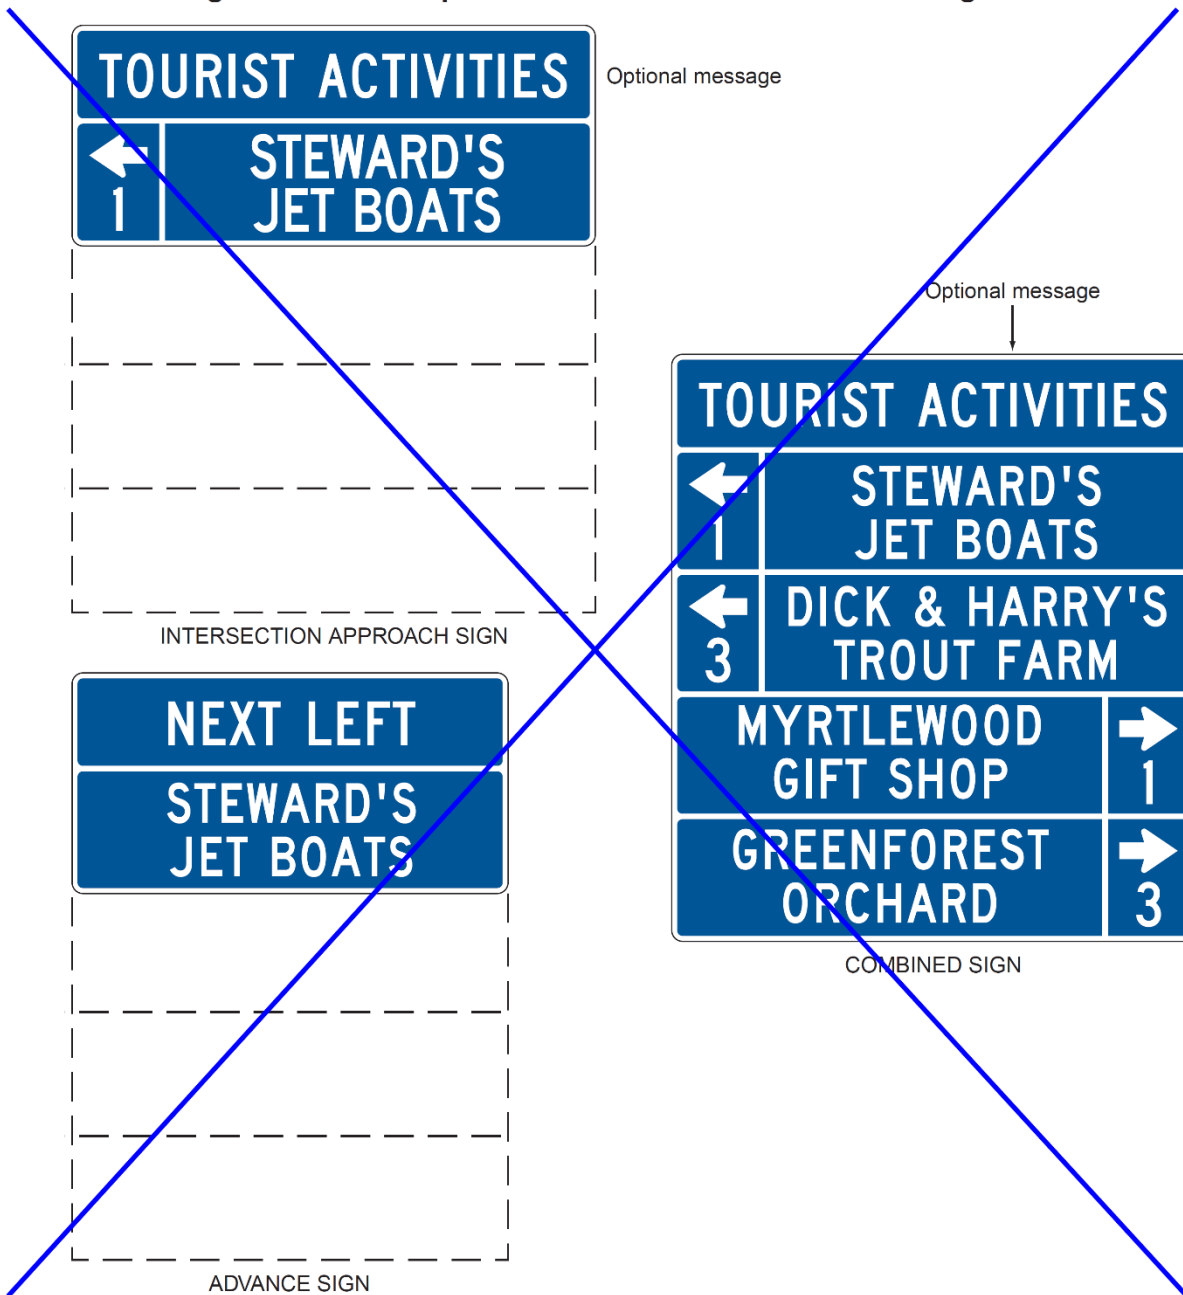 TOURIST ACTIVITIES
Optional message
STEWARD'S
JET BOATS
1
INTERSECTION APPROACH SIGN
NEXT LEFT
STEWARD'S
JET BOATS
ADVANCE SIGN
Optional message
TOURIST ACTIVITIES
STEWARD'S
JET BOATS
1
DICK & HARRY'S
TROUT FARM
3
MYRTLEWOOD
GIFT SHOP
1
GREENFOREST
ORCHARD
3
COMBINED SIGN